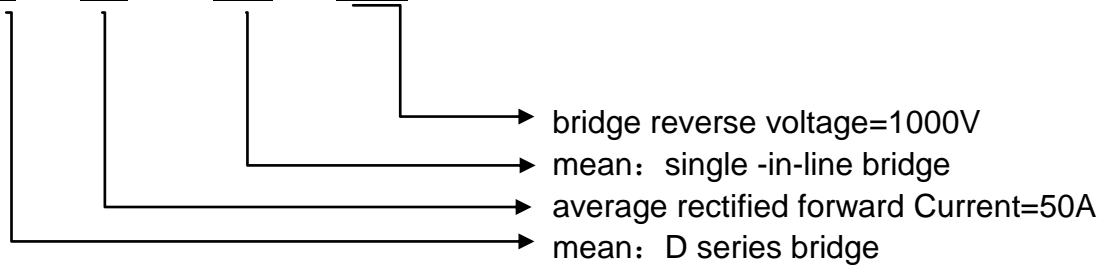 bridge reverse voltage=1000V
mean：single -in-line bridge
average rectified forward Current=50A
mean：D series bridge